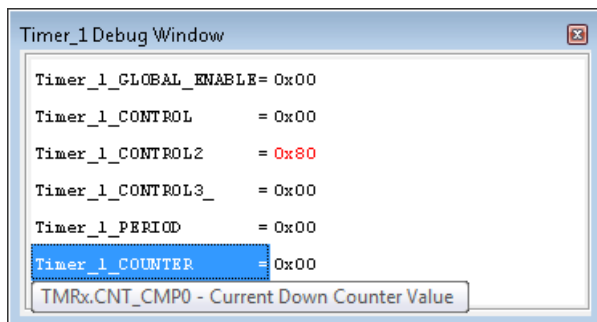 Timer_1 Debug Window
Timer_1_GLOBAL_ENABLE= 0x00
Timer_1_CONTROL = 0x00
Timer_1_CONTROL2 = 0x80
Timer_1_CONTROL3_ = 0x00
Timer_1_PERIOD = 0x00
Timer_1_COUNTER = 0x00
TMRx.CNT_CMP0 - Current Down Counter Value